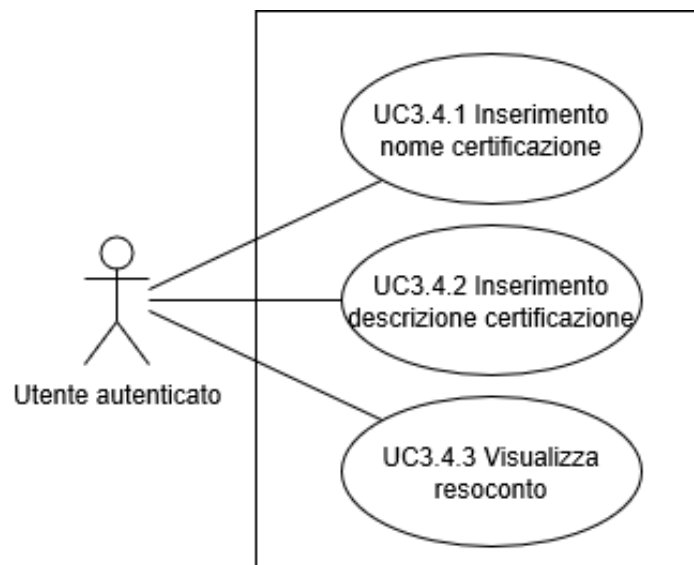 UC3.4.1 Inserimento
nome certificazione
UC3.4.2 Inserimento
descrizione certificazione
Utente autenticato
UC3.4.3 Visualizza
resoconto